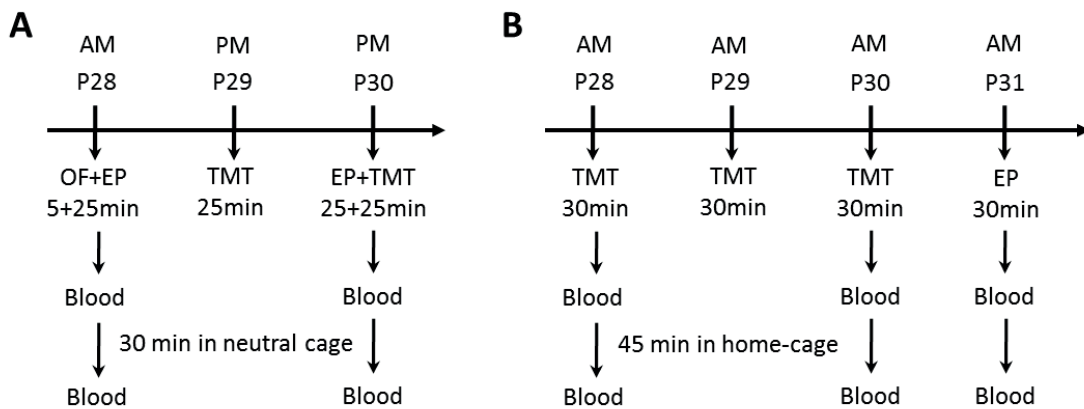 A
AM PM PM
P28 P29 P30
OF+EP TMT EP+TMT
5+25min 25min 25+25min
Blood Blood
30 min in neutral cage
Blood Blood
B
AM AM AM AM
P28 P29 P30 P31
TMT TMT TMT EP
30min 30min 30min 30min
Blood Blood Blood
45 min in home-cage
Blood Blood Blood